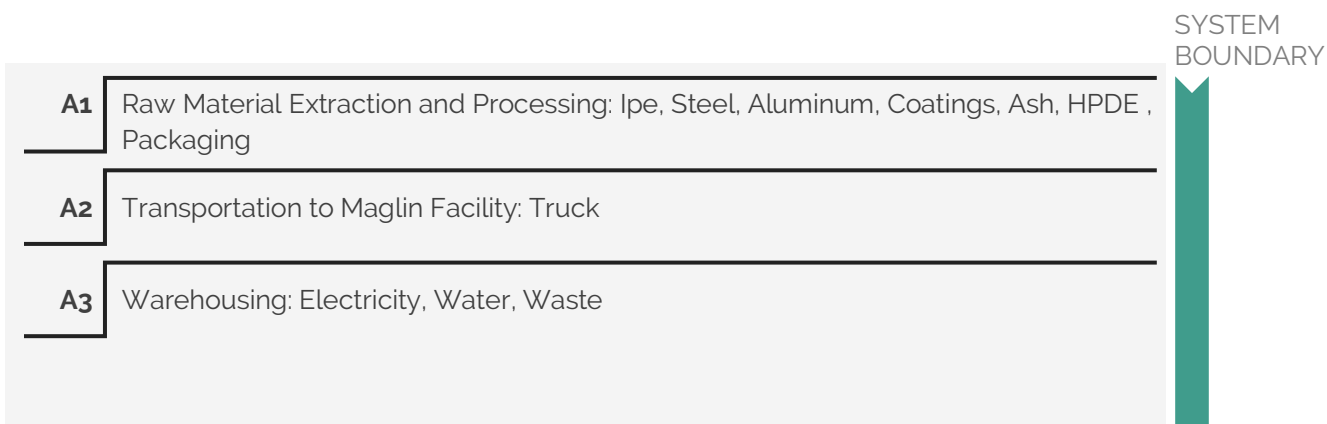 SYSTEM
BOUNDARY
A1 Raw Material Extraction and Processing: Ipe, Steel, Aluminum, Coatings, Ash, HPDE ,
Packaging
A2 Transportation to Maglin Facility: Truck
A3 Warehousing: Electricity, Water, Waste